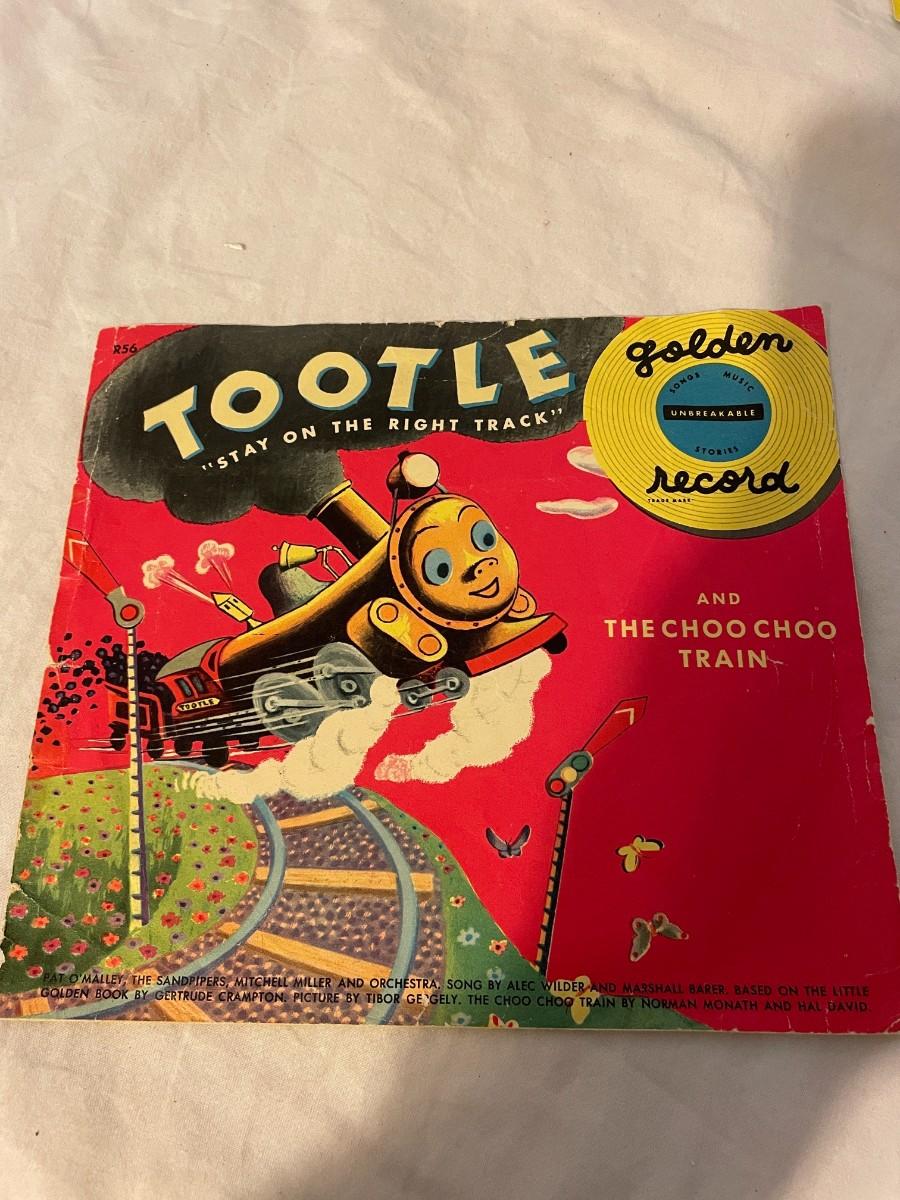 R56
TOOTLE
"STAY ON THE RIGHT TRACK"
golden
SONGS MUSIC
UNBREAKABLE
STORIES
record
TRADE MARK
AND
THE CHOO CHOO
TRAIN
TOOTLE
PAT O'MALLEY, THE SANDPIPERS, MITCHELL MILLER AND ORCHESTRA. SONG BY ALEC WILDER AND MARSHALL BARER. BASED ON THE LITTLE
GOLDEN BOOK BY GERTRUDE CRAMPTON. PICTURE BY TIBOR GERGELY. THE CHOO CHOO TRAIN BY NORMAN MONATH AND HAL DAVID.